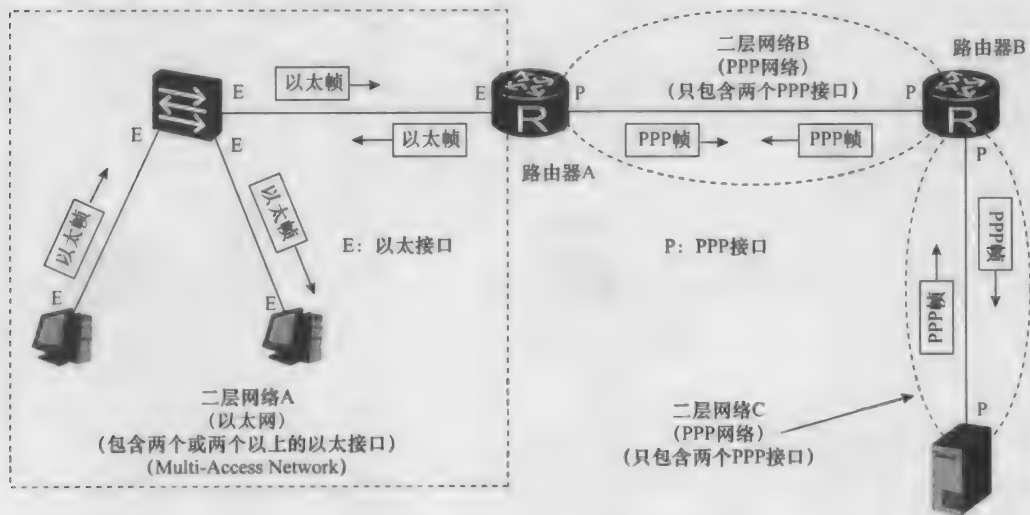 二层网络B
(PPP网络)
(只包含两个PPP接口)
路由器B
E
以太帧
E
P
P
E
E
以太帧
PPP帧
PPP帧
P
路由器A
以太帧
以太帧
PPP帧
E: 以太接口
P: PPP接口
PPP帧
E
E
二层网络A
(以太网)
(包含两个或两个以上的以太接口)
(Multi-Access Network)
二层网络C
(PPP网络)
(只包含两个PPP接口)
P
R
R